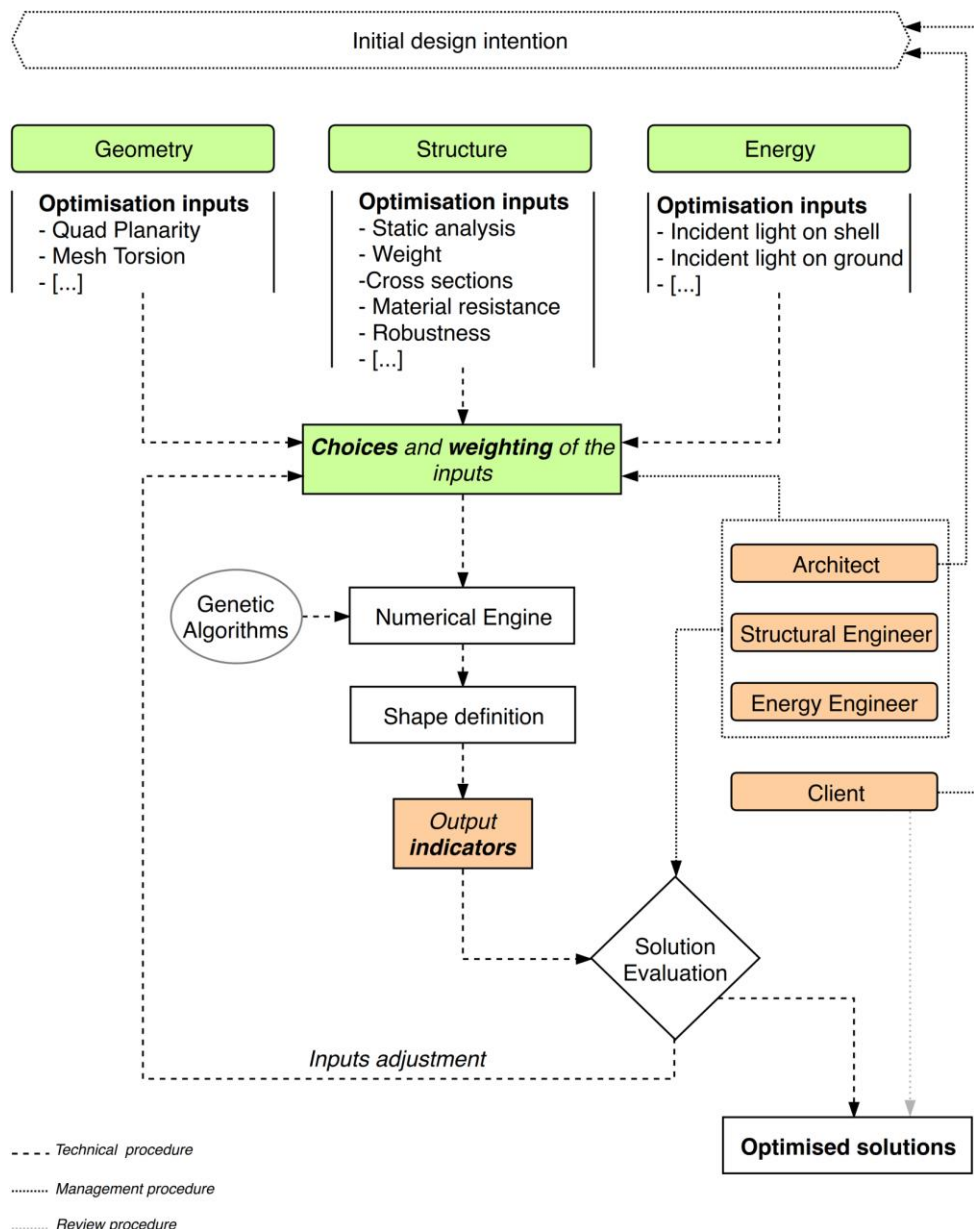 Initial design intention
Geometry
Structure
Energy
Optimisation inputs
- Quad Planarity
- Mesh Torsion
- [...]
Optimisation inputs
- Static analysis
- Weight
-Cross sections
- Material resistance
- Robustness
- [...]
Optimisation inputs
- Incident light on shell
- Incident light on ground
- [...]
Choices and weighting of the
inputs
Architect
Structural Engineer
Energy Engineer
Client
Genetic
Algorithms
Numerical Engine
Shape definition
Output
indicators
Solution
Evaluation
Inputs adjustment
Optimised solutions
Technical procedure
Management procedure
Review procedure